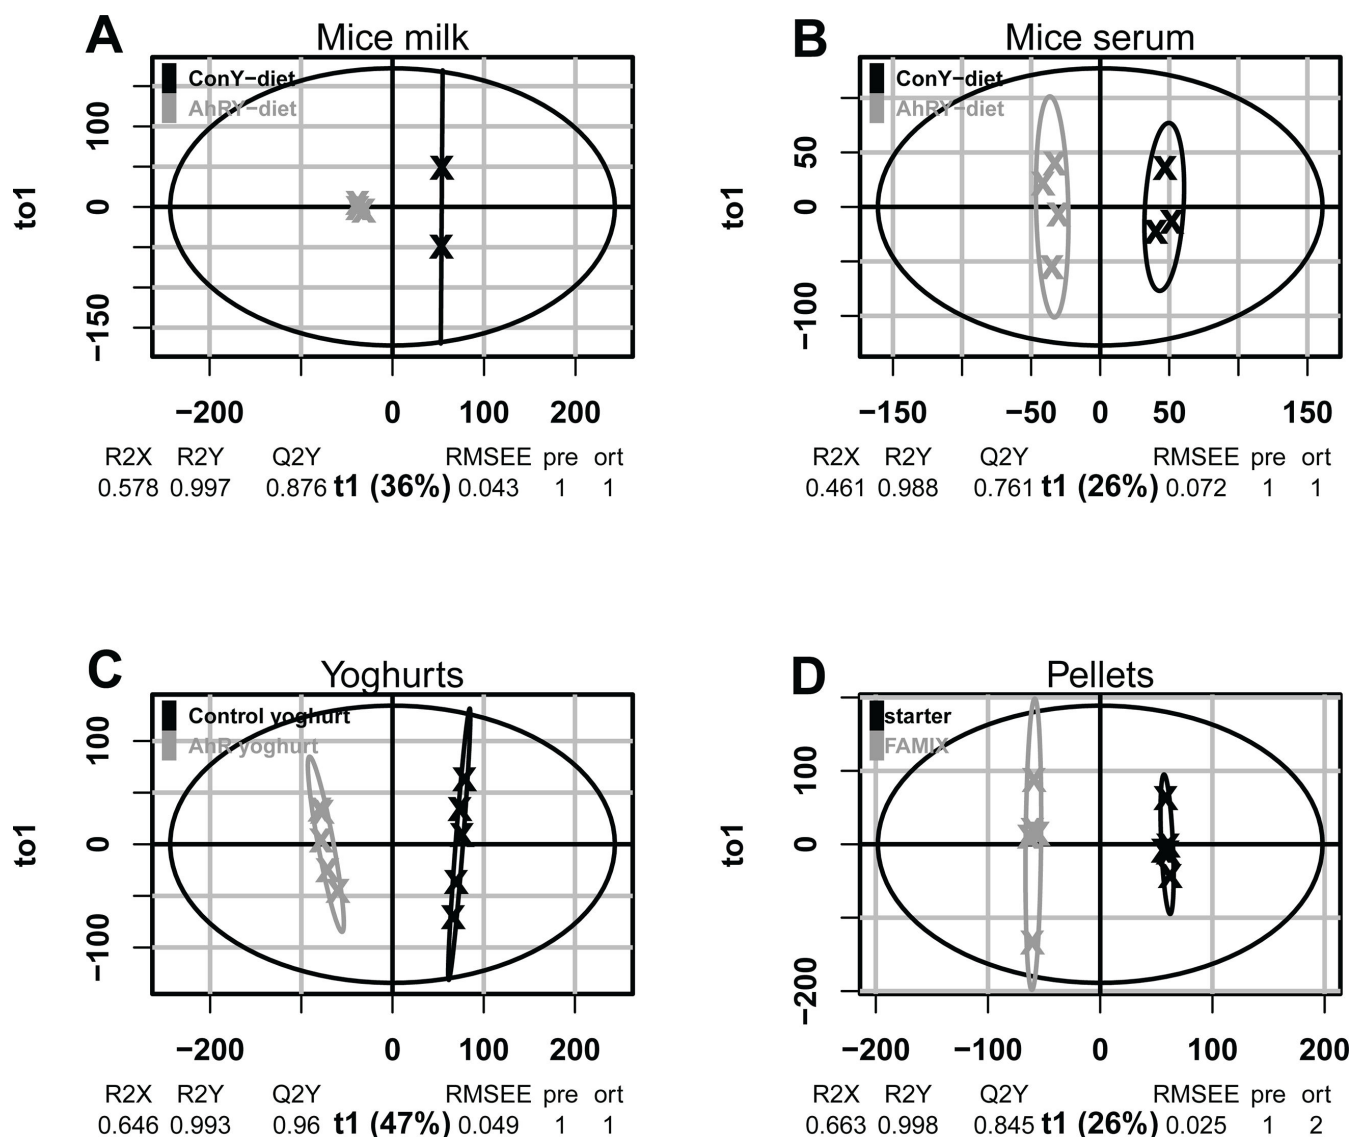 A
Mice milk
ConY−diet
AhRY−diet
to1
100
0
−150
−200 0 100 200
R2X R2Y Q2Y RMSEE pre ort
0.578 0.997 0.876 t1 (36%) 0.043 1 1
B
Mice serum
ConY−diet
AhRY−diet
to1
50
0
−100
−150 −50 0 50 150
R2X R2Y Q2Y RMSEE pre ort
0.461 0.988 0.761 t1 (26%) 0.072 1 1
C
Yoghurts
Control yoghurt
AhR yoghurt
to1
100
0
−100
−200 0 100 200
R2X R2Y Q2Y RMSEE pre ort
0.646 0.993 0.96 t1 (47%) 0.049 1 1
D
Pellets
starter
FAMIX
to1
100
0
−200
−200 −100 0 100 200
R2X R2Y Q2Y RMSEE pre ort
0.663 0.998 0.845 t1 (26%) 0.025 1 2